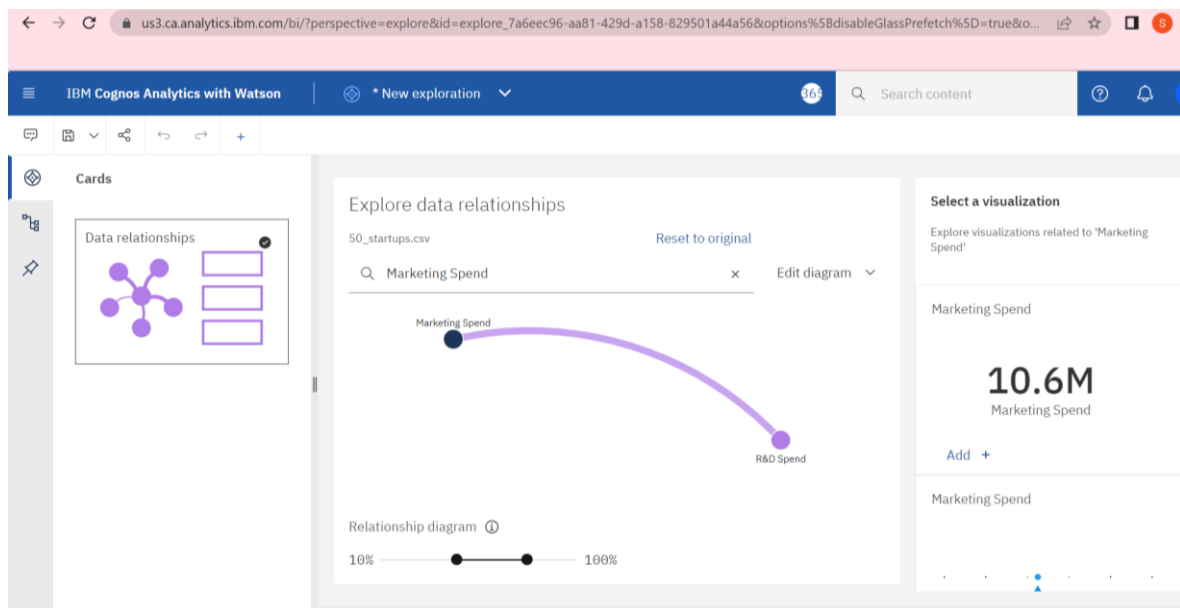 us3.ca.analytics.ibm.com/bi/?perspective=explore&id=explore_7a6eec96-aa81-429d-a158-829501a44a56&options%5BdisableGlassPrefetch%5D=true&o...
S
IBM Cognos Analytics with Watson
* New exploration
365
Search content
Cards
Data relationships
Explore data relationships
50_startups.csv
Reset to original
Marketing Spend
Edit diagram
Marketing Spend
R&D Spend
Relationship diagram
10%
100%
Select a visualization
Explore visualizations related to 'Marketing
Spend'
Marketing Spend
10.6M
Marketing Spend
Add +
Marketing Spend